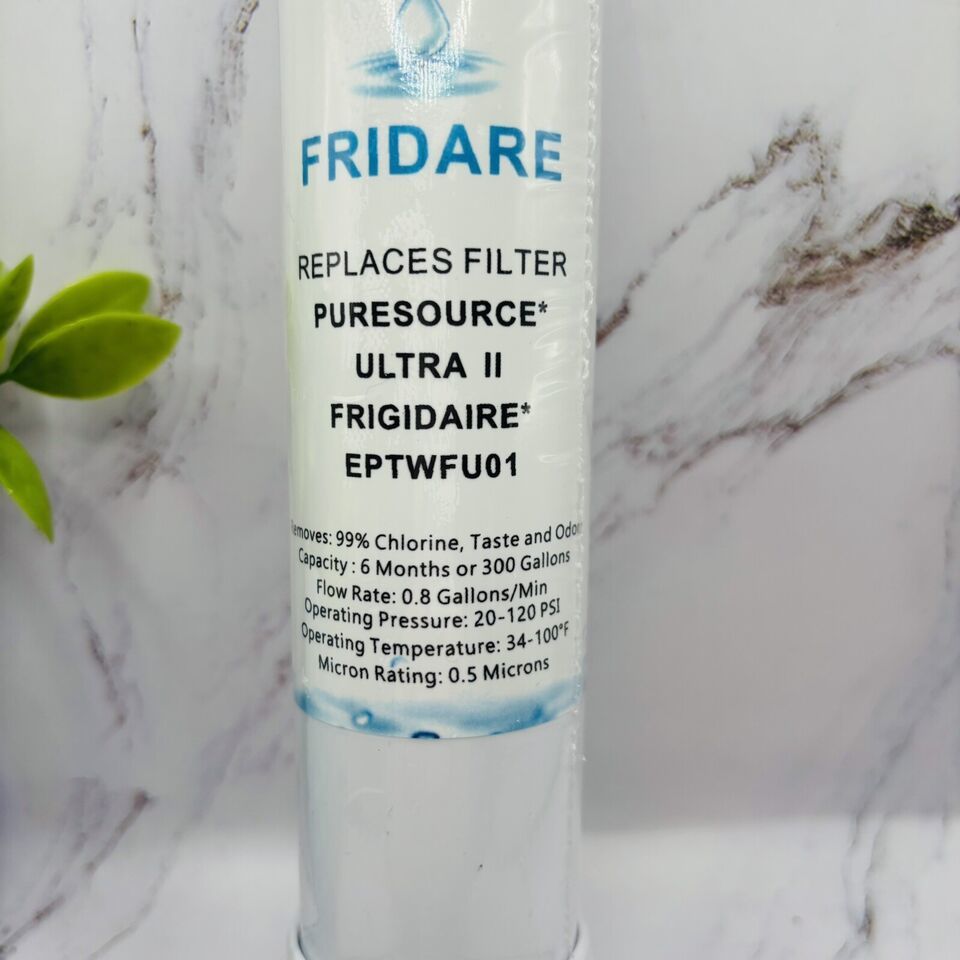 FRIDARE
REPLACES FILTER
PURESOURCE*
ULTRA II
FRIGIDAIRE*
EPTWFU01
99% Chlorine, Taste and
Capacity : 6 Months or 300 Gallons
Flow Rate: 0.8 Gallons/Min
Operating Pressure: 20-120 PSI
Operating Temperature: 34-100°F
Micron Rating: 0.5 Microns